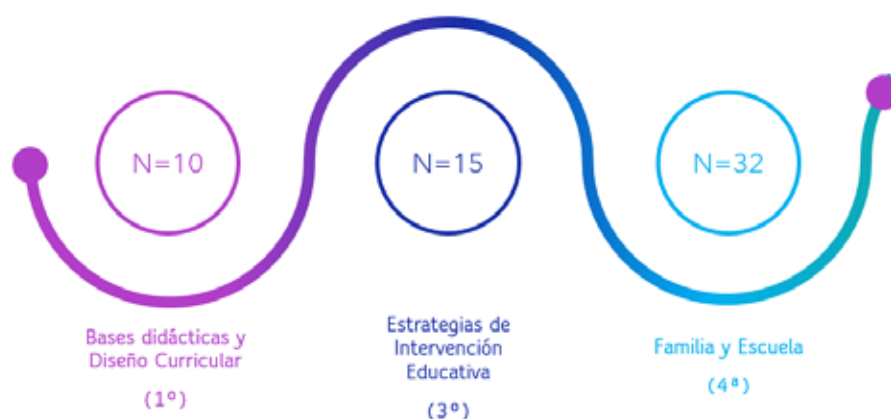 N=10
N=15
N=32
Bases didácticas y
Diseño Curricular
(1º)
Estrategias de
Intervención
Educativa
(3º)
Familia y Escuela
(4ª)